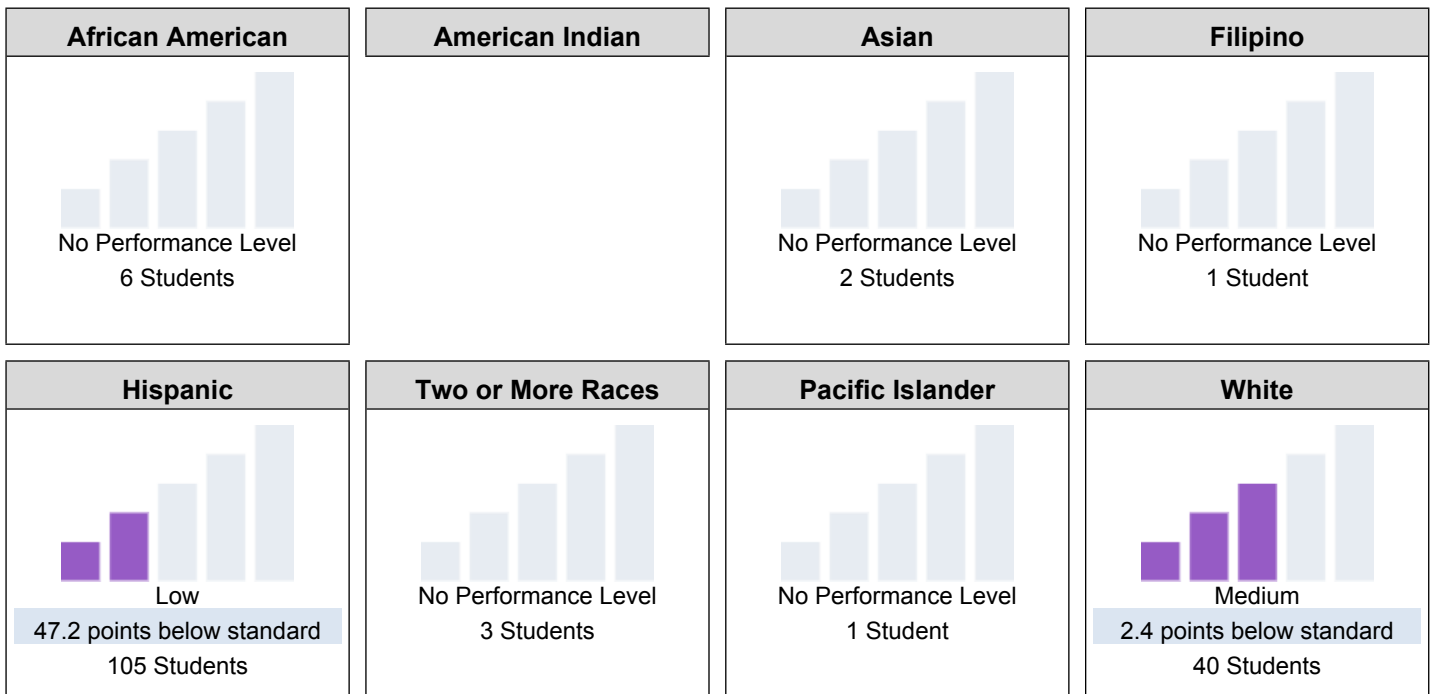 African American
No Performance Level
6 Students
American Indian
Asian
No Performance Level
2 Students
Filipino
No Performance Level
1 Student
Hispanic
Low
47.2 points below standard
105 Students
Two or More Races
No Performance Level
3 Students
Pacific Islander
No Performance Level
1 Student
White
Medium
2.4 points below standard
40 Students